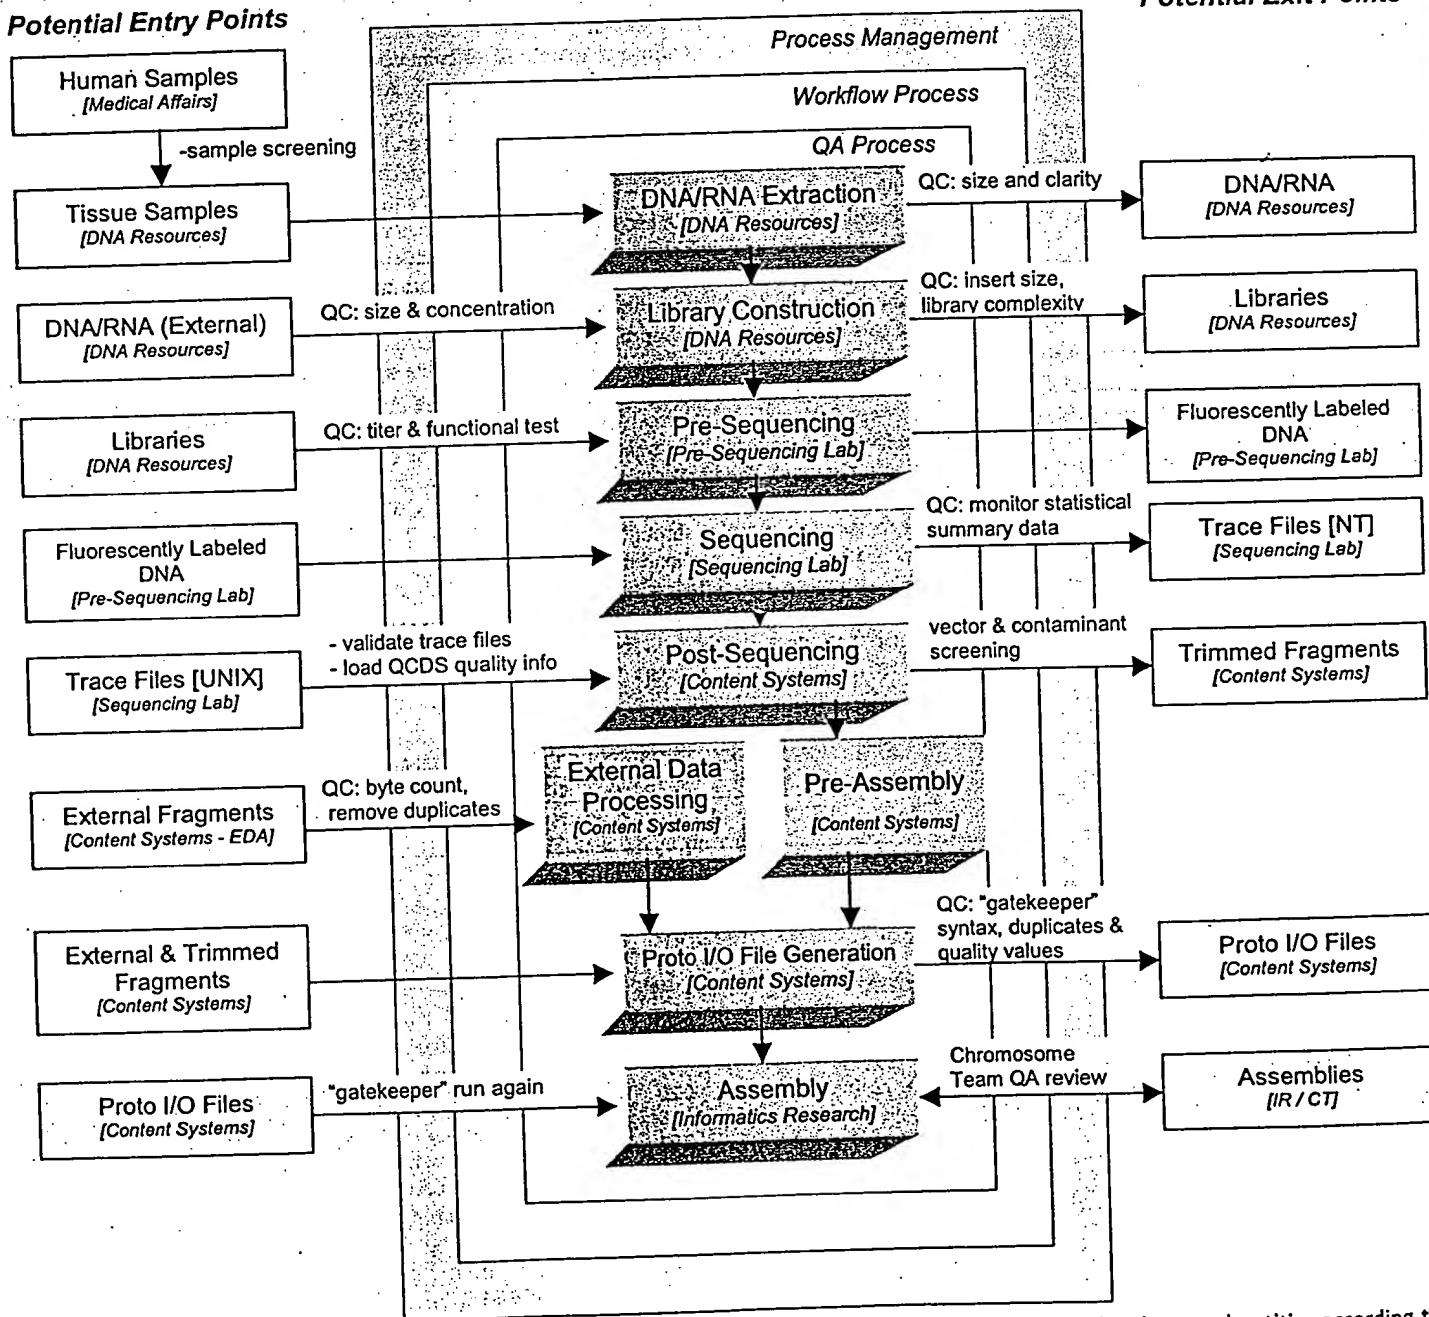 Potential Entry Points
Process Management
Human Samples
[Medical Affairs]
Workflow Process
-sample screening
QA Process
Tissue Samples
[DNA Resources]
DNA/RNA Extraction
[DNA Resources]
QC: size and clarity
DNA/RNA
[DNA Resources]
DNA/RNA (External)
[DNA Resources]
QC: size & concentration
Library Construction
[DNA Resources]
QC: insert size,
library complexity
Libraries
[DNA Resources]
Libraries
[DNA Resources]
QC: titer & functional test
Pre-Sequencing
[Pre-Sequencing Lab]
Fluorescently Labeled
DNA
[Pre-Sequencing Lab]
Fluorescently Labeled
DNA
[Pre-Sequencing Lab]
Sequencing
[Sequencing Lab]
QC: monitor statistical
summary data
Trace Files [NT]
[Sequencing Lab]
Trace Files [UNIX]
[Sequencing Lab]
- validate trace files
- load QCDS quality info
Post-Sequencing
[Content Systems]
vector & contaminant
screening
Trimmed Fragments
[Content Systems]
External Fragments
[Content Systems - EDA]
QC: byte count,
remove duplicates
External Data
Processing
[Content Systems]
Pre-Assembly
[Content Systems]
External & Trimmed
Fragments
[Content Systems]
Proto I/O File Generation
[Content Systems]
QC: "gatekeeper"
syntax, duplicates &
quality values
Proto I/O Files
[Content Systems]
Proto I/O Files
[Content Systems]
"gatekeeper" run again
Assembly
[Informatics Research]
Chromosome
Team QA review
Assemblies
[IR / CT]